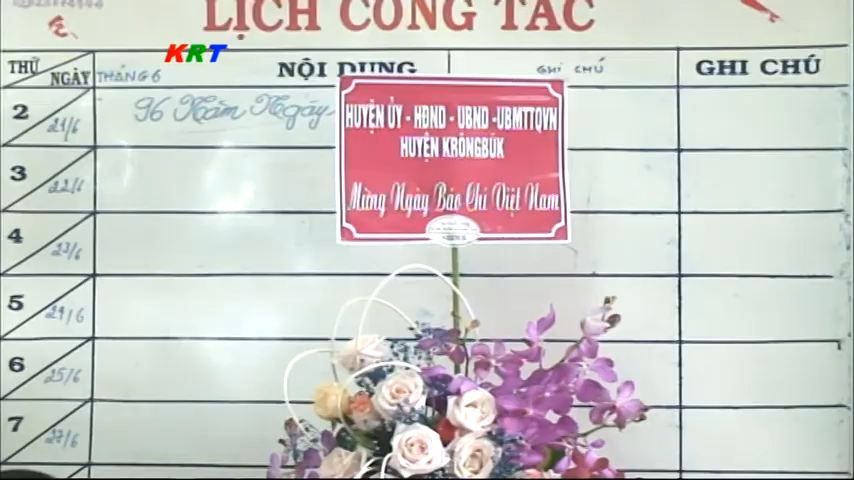 LỊCH CÔNG TÁC
KRT
THỨ NGÀY THÁNG 6 NỘI DUNG GHI CHÚ GHI CHÚ
2 21/6 96 Năm Ngày
3 22/6
4 23/6
5 24/6
6 25/6
7 27/6
HUYỆN ỦY - HĐND - UBND -UBMTTQVN
HUYỆN KRÔNGBÚK
Mừng Ngày Báo Chí Việt Nam